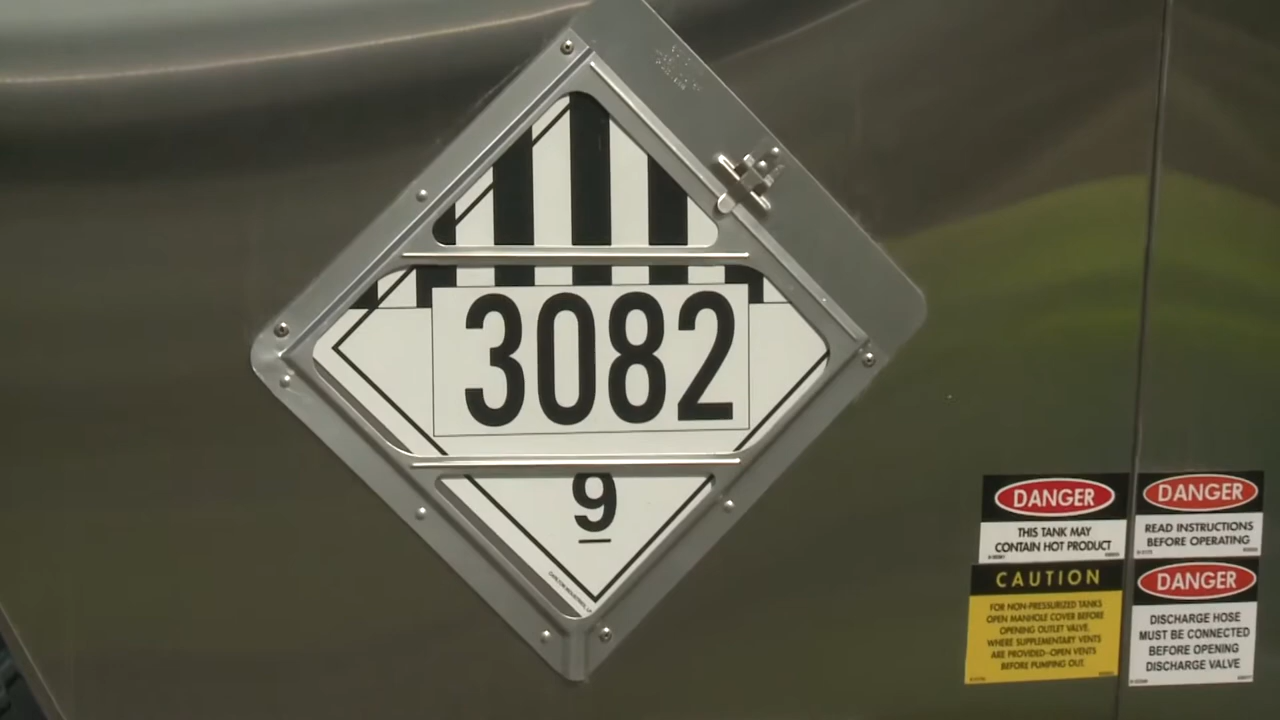 3082
9
DANGER
THIS TANK MAY
CONTAIN HOT PRODUCT
DANGER
READ INSTRUCTIONS
BEFORE OPERATING
CAUTION
FOR NON-PRESSURIZED TANKS
OPEN MANHOLE COVER BEFORE
OPENING OUTLET VALVE.
WHERE SUPPLEMENTARY VENTS
ARE PROVIDED-OPEN VENTS
BEFORE PUMPING OUT.
DANGER
DISCHARGE HOSE
MUST BE CONNECTED
BEFORE OPENING
DISCHARGE VALVE